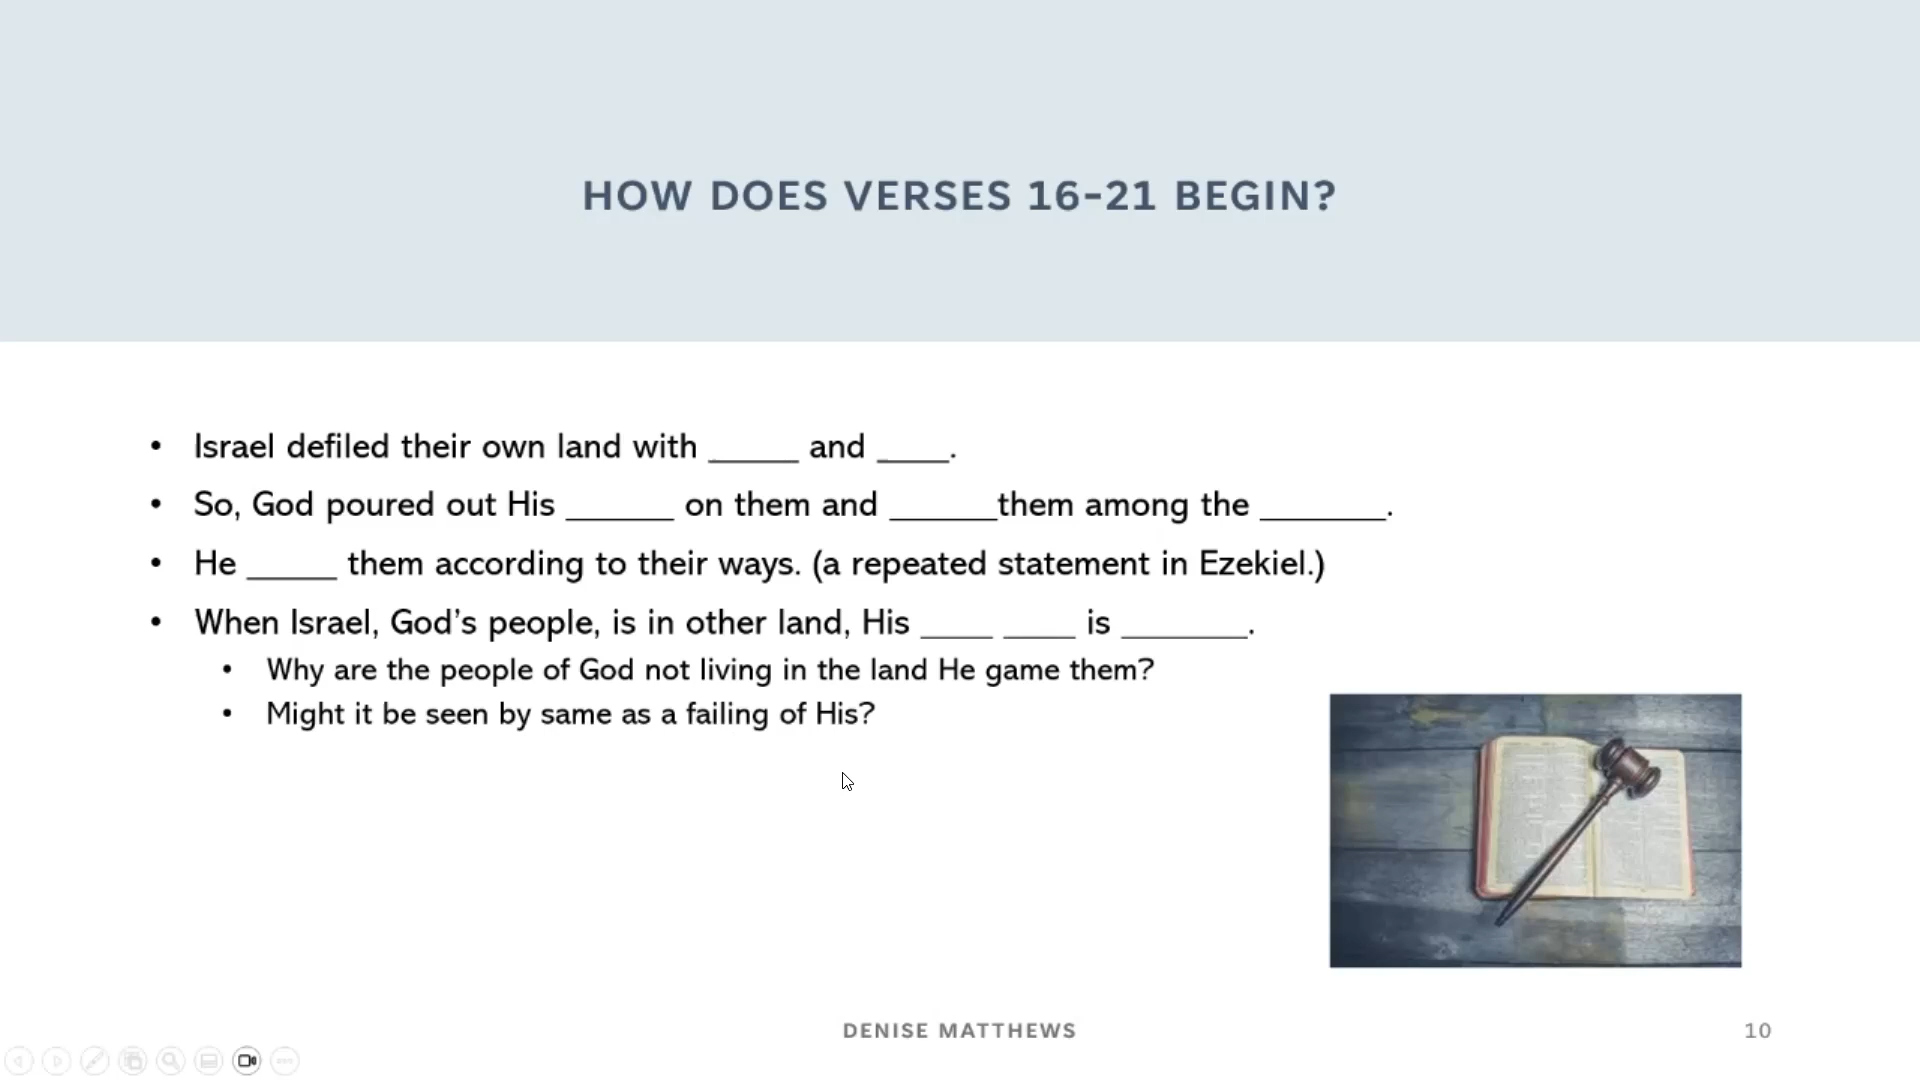 HOW DOES VERSES 16-21 BEGIN?
• Israel defiled their own land with _____ and ____.
• So, God poured out His ______ on them and ______them among the _______.
• He _____ them according to their ways. (a repeated statement in Ezekiel.)
• When Israel, God's people, is in other land, His ____ ____ is _______.
• Why are the people of God not living in the land He game them?
• Might it be seen by same as a failing of His?
DENISE MATTHEWS
10